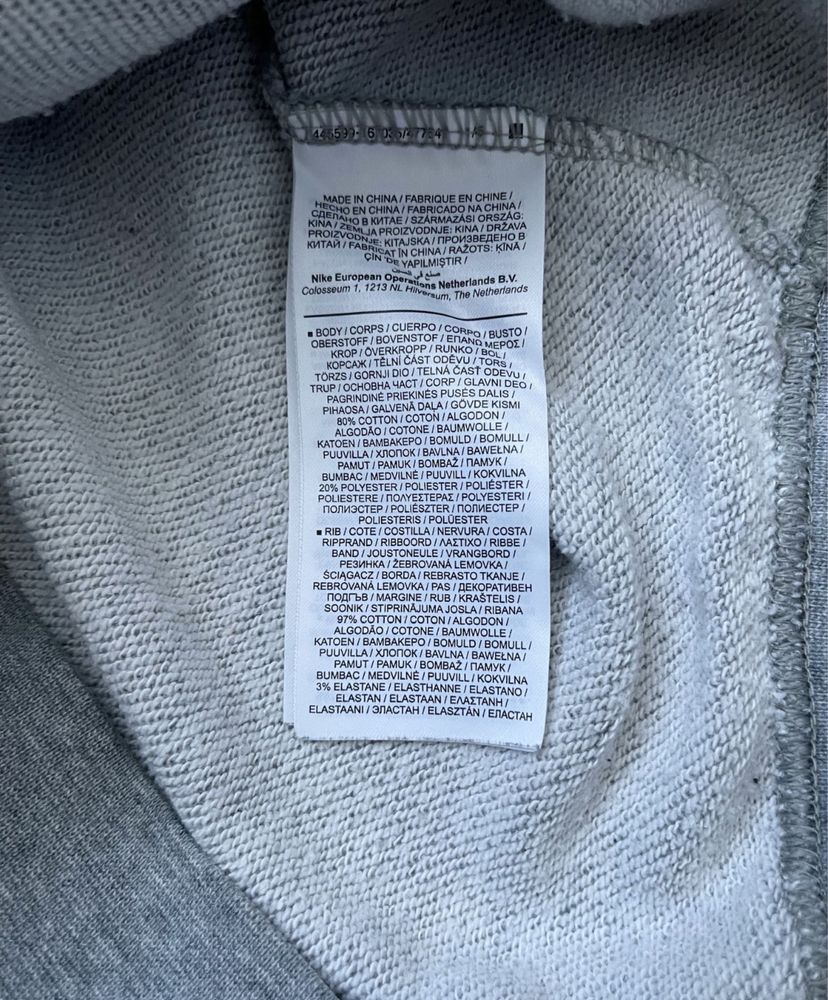 MADE IN CHINA / FABRIQUE EN CHINE /
HECHO EN CHINA / FABRICADO NA CHINA /
СДЕЛАНО В КИТАЕ / SZÁRMAZÁSI ORSZÁG:
KINA / ZEMLJA PROIZVODNJE: KINA / DRŽAVA
PROIZVODNJE: KITAJSKA / ПРОИЗВЕДЕНО В
КИТАЙ / FABRICAT ÎN CHINA / RAŽOTS: ĶĪNĀ /
ÇİN 'DE YAPILMIŞTIR /
صنع في الصين
Nike European Operations Netherlands B.V.
Colosseum 1, 1213 NL Hilversum, The Netherlands
■ BODY / CORPS / CUERPO / CORPO / BUSTO /
OBERSTOFF / BOVENSTOF / ΕΠΑΝΩ ΜΕΡΟΣ /
KROP / ÖVERKROPP / RUNKO / BOL /
КОРСАЖ / TĚLNÍ ČÁST ODĚVU / TORS /
TÖRZS / GORNJI DIO / TELNÁ ČASŤ ODEVU /
TRUP / ОСНОВНА ЧАСТ / CORP / GLAVNI DEO /
PAGRINDINĖ PRIEKINĖS PUSĖS DALIS /
PIHAOSA / GALVENĀ DAĻA / GÖVDE KISMI
80% COTTON / COTON / ALGODON /
ALGODÃO / COTONE / BAUMWOLLE /
KATOEN / ΒΑΜΒΑΚΕΡΟ / BOMULD / BOMULL /
PUUVILLA / ХЛОПОК / BAVLNA / BAWEŁNA /
PAMUT / PAMUK / BOMBAŽ / ПАМУК /
BUMBAC / MEDVILNĖ / PUUVILL / KOKVILNA
20% POLYESTER / POLIESTER / POLIÉSTER /
POLIESTERE / ΠΟΛΥΕΣΤΕΡΑΣ / POLYESTERI /
ПОЛИЭСТЕР / POLIÉSZTER / ПОЛИЕСТЕР /
POLIESTERIS / POLÜESTER
■ RIB / COTE / COSTILLA / NERVURA / COSTA /
RIPPRAND / RIBBOORD / ΛΑΣΤΙΧΟ / RIBBE /
BAND / JOUSTONEULE / VRANGBORD /
РЕЗИНКА / ŽEBROVANÁ LEMOVKA /
ŚCIĄGACZ / BORDA / REBRASTO TKANJE /
REBROVANÁ LEMOVKA / PAS / ДЕКОРАТИВЕН
ПОДГЪВ / MARGINE / RUB / KRAŠTELIS /
SOONIK / STIPRINĀJUMA JOSLA / RIBANA
97% COTTON / COTON / ALGODON /
ALGODÃO / COTONE / BAUMWOLLE /
KATOEN / ΒΑΜΒΑΚΕΡΟ / BOMULD / BOMULL /
PUUVILLA / ХЛОПОК / BAVLNA / BAWEŁNA /
PAMUT / PAMUK / BOMBAŽ / ПАМУК /
BUMBAC / MEDVILNĖ / PUUVILL / KOKVILNA
3% ELASTANE / ELASTHANNE / ELASTANO /
ELASTAN / ELASTAAN / ΕΛΑΣΤΑΝΗ /
ELASTAANI / ЭЛАСТАН / ELASZTÁN / ЕЛАСТАН